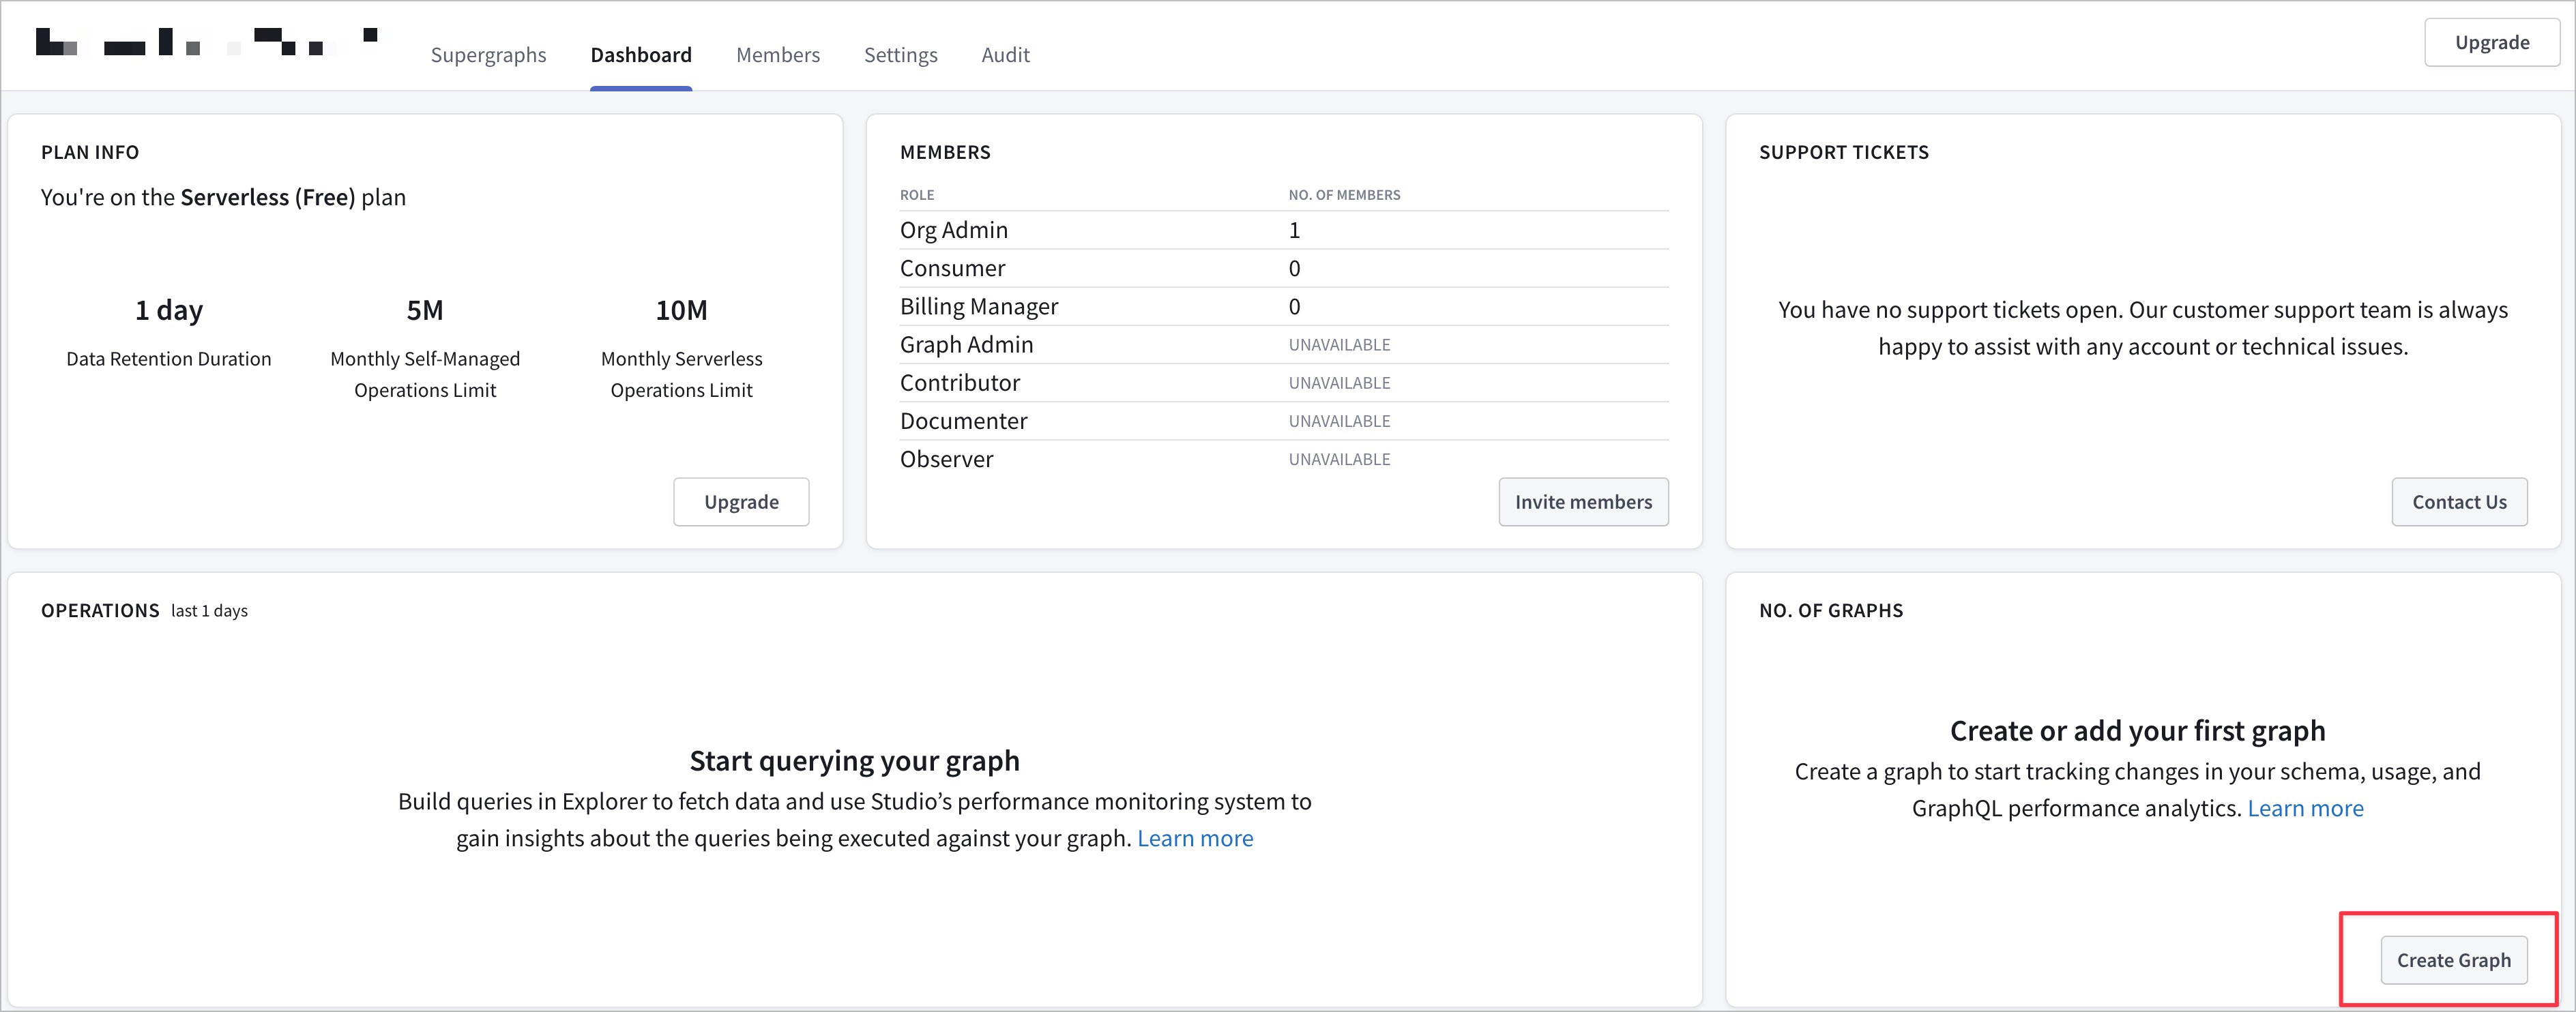 Supergraphs
Dashboard
Members
Settings
Audit
Upgrade
PLAN INFO
You're on the Serverless (Free) plan
1 day
Data Retention Duration
5M
Monthly Self-Managed
Operations Limit
10M
Monthly Serverless
Operations Limit
Upgrade
MEMBERS
ROLE NO. OF MEMBERS
Org Admin 1
Consumer 0
Billing Manager 0
Graph Admin UNAVAILABLE
Contributor UNAVAILABLE
Documenter UNAVAILABLE
Observer UNAVAILABLE
Invite members
SUPPORT TICKETS
You have no support tickets open. Our customer support team is always
happy to assist with any account or technical issues.
Contact Us
OPERATIONS last 1 days
Start querying your graph
Build queries in Explorer to fetch data and use Studio’s performance monitoring system to
gain insights about the queries being executed against your graph. Learn more
NO. OF GRAPHS
Create or add your first graph
Create a graph to start tracking changes in your schema, usage, and
GraphQL performance analytics. Learn more
Create Graph